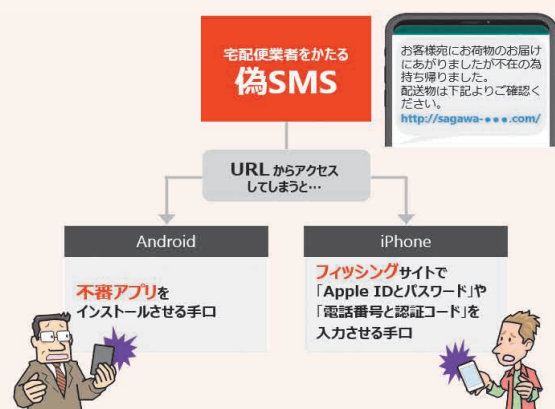 宅配便業者をかたる
偽SMS
お客様宛にお荷物のお届け
にあがりましたが不在の為
持ち帰りました。
配送物は下記よりご確認く
ださい。
http://sagawa-●●●.com/
URLからアクセス
してしまうと…
Android
不審アプリを
インストールさせる手口
iPhone
フィッシングサイトで
「Apple IDとパスワード」や
「電話番号と認証コード」を
入力させる手口